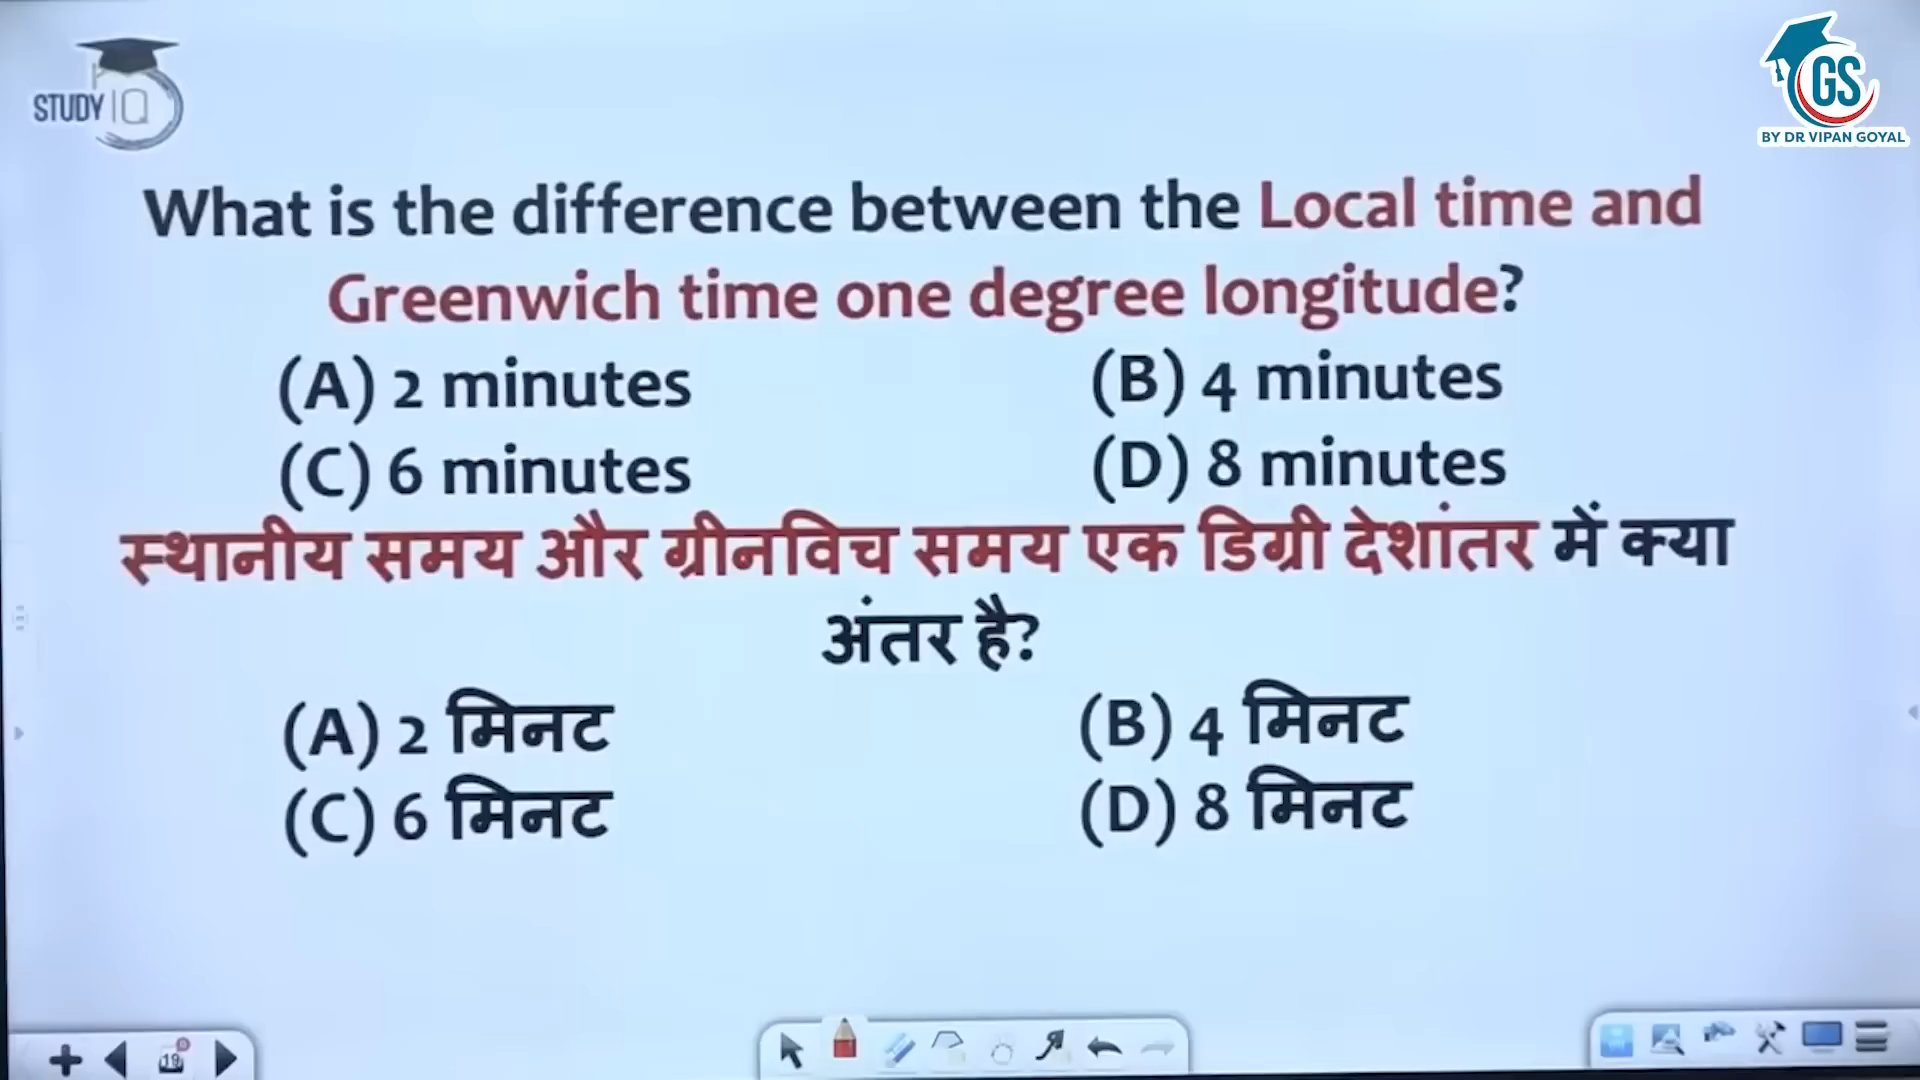 STUDY IQ
GS
BY DR VIPAN GOYAL
What is the difference between the Local time and
Greenwich time one degree longitude?
(A) 2 minutes (B) 4 minutes
(C) 6 minutes (D) 8 minutes
स्थानीय समय और ग्रीनविच समय एक डिग्री देशांतर में क्या
अंतर है?
(A) 2 मिनट (B) 4 मिनट
(C) 6 मिनट (D) 8 मिनट
19